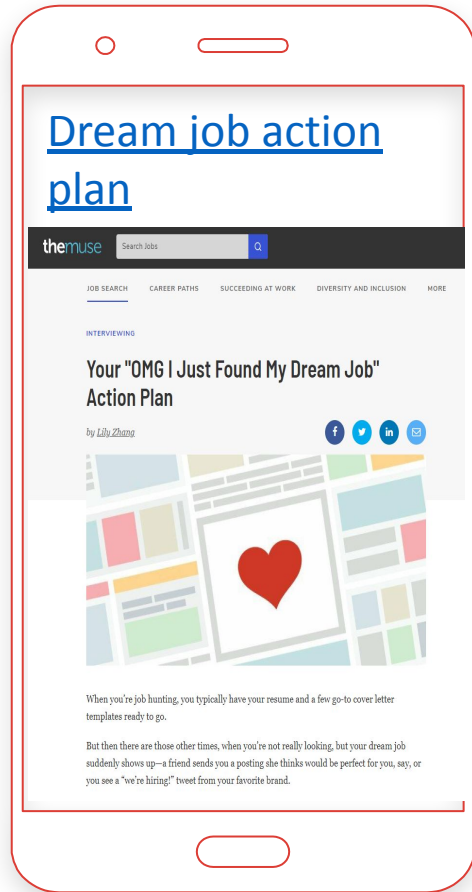 Dream job action
plan
themuse
Search Jobs
JOB SEARCH CAREER PATHS SUCCEEDING AT WORK DIVERSITY AND INCLUSION MORE
INTERVIEWING
Your "OMG I Just Found My Dream Job"
Action Plan
by Lily Zhang
When you're job hunting, you typically have your resume and a few go-to cover letter
templates ready to go.
But then there are those other times, when you're not really looking, but your dream job
suddenly shows up—a friend sends you a posting she thinks would be perfect for you, say, or
you see a "we're hiring!" tweet from your favorite brand.